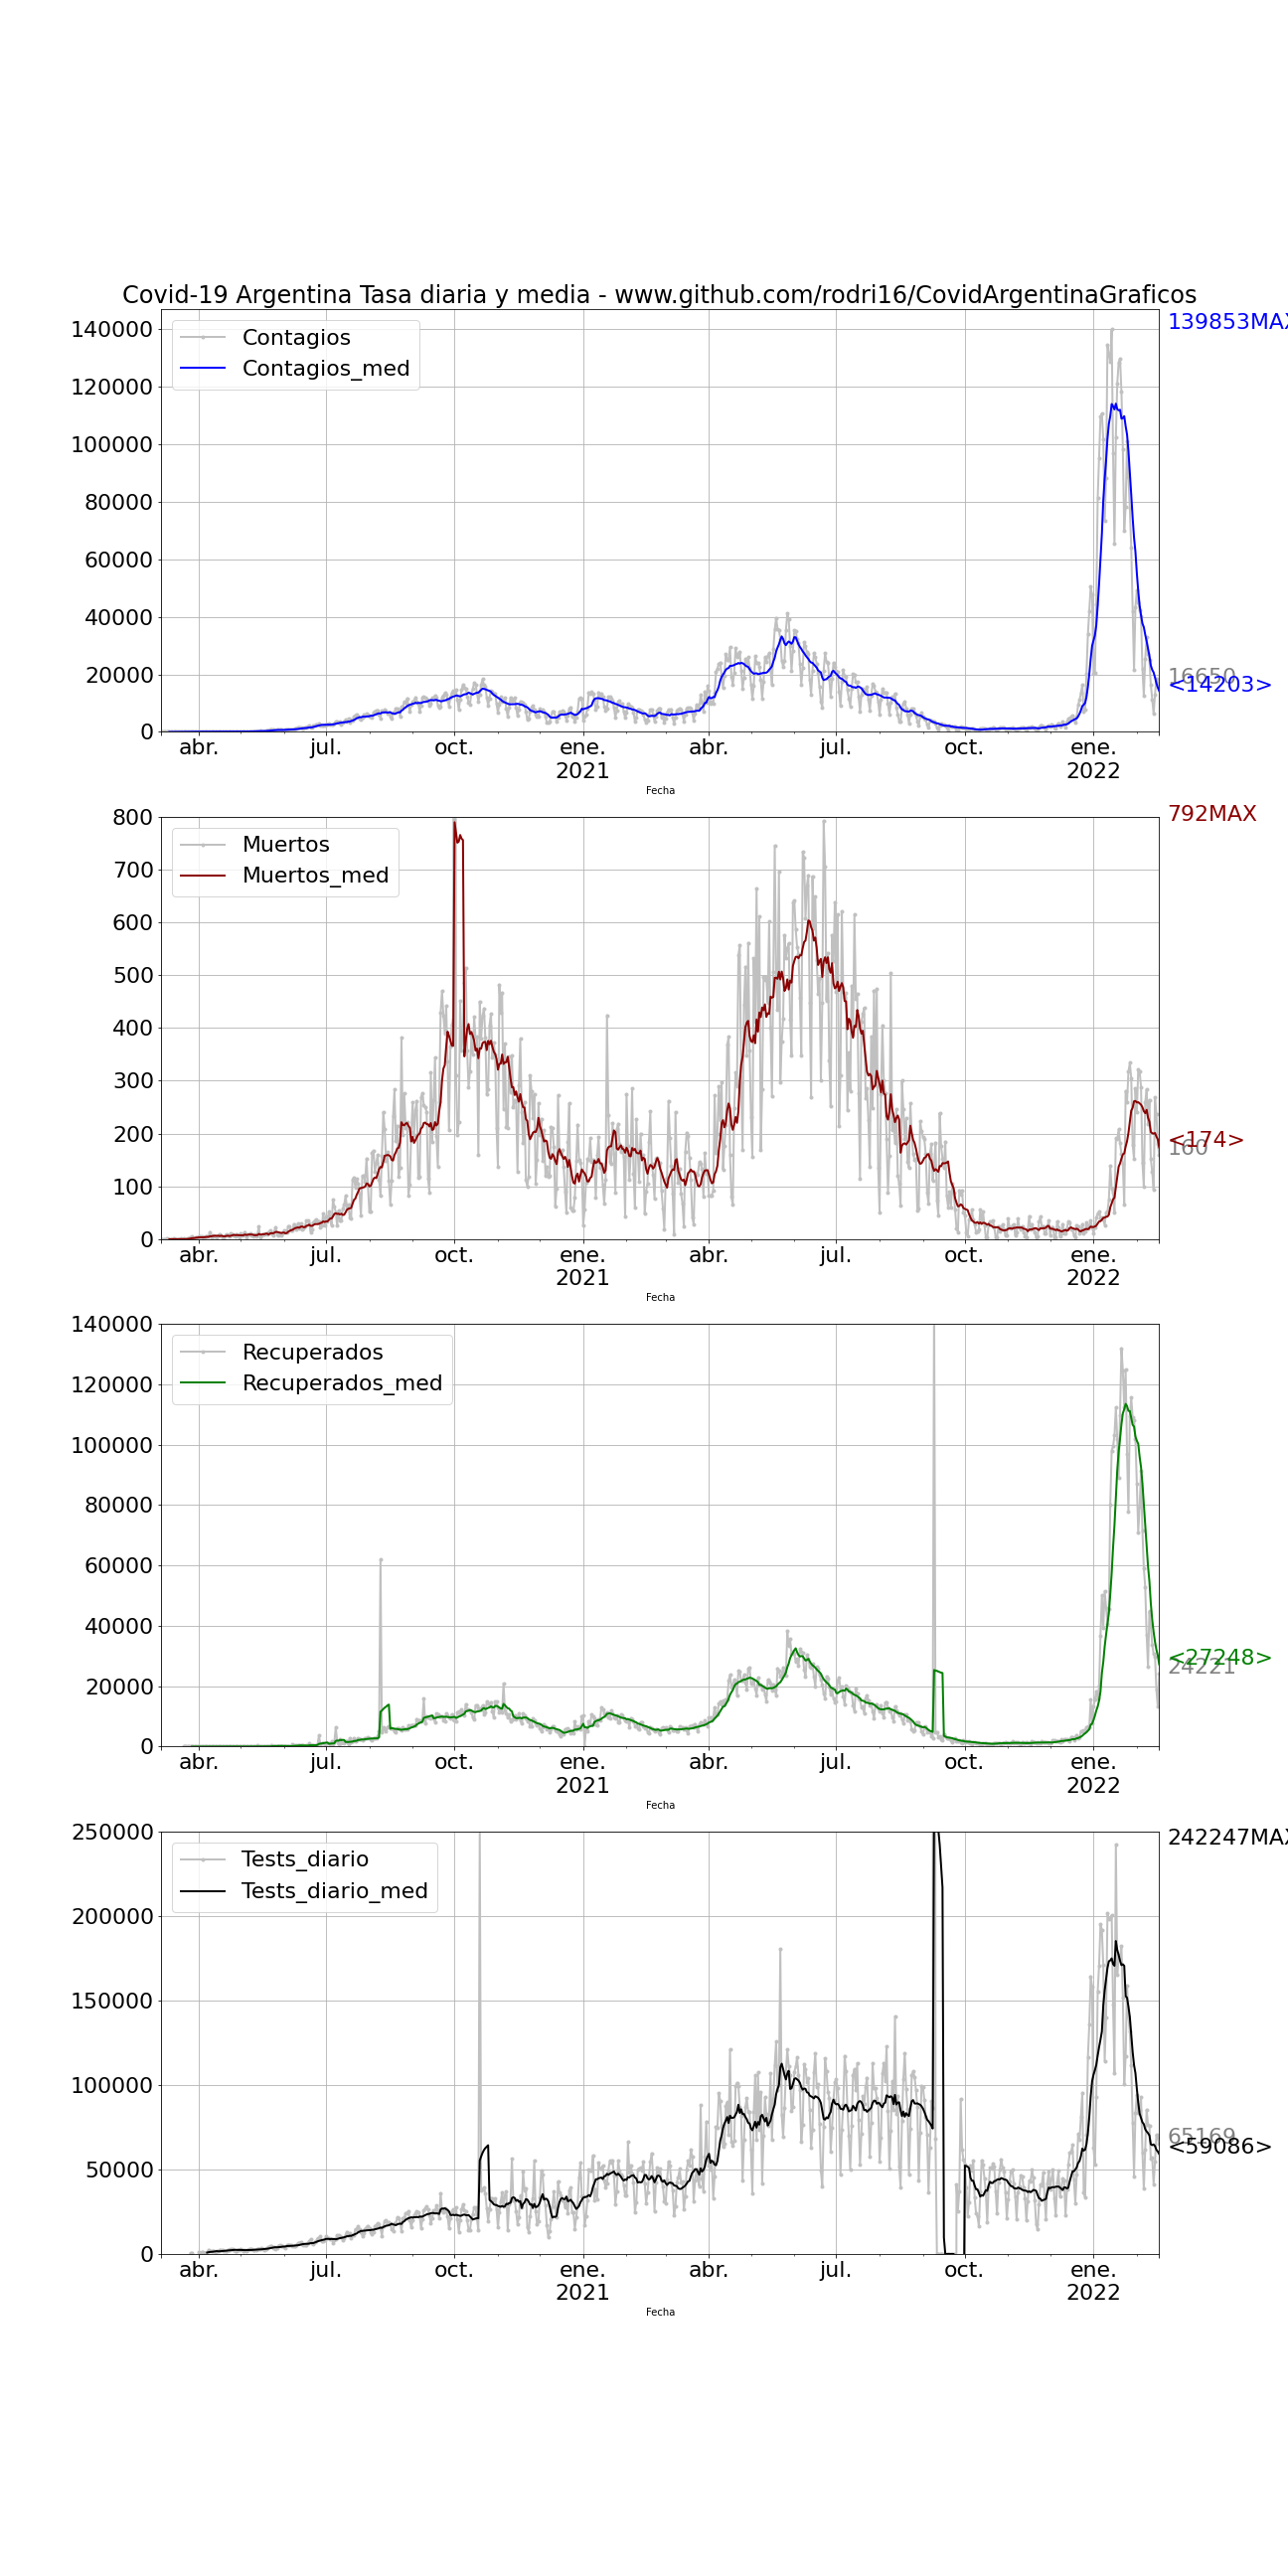 Covid-19 Argentina Tasa diaria y media - www.github.com/rodri16/CovidArgentinaGraficos
139853MAX
Contagios
Contagios_med
140000
120000
100000
80000
60000
40000
20000
0
16650
<14203>
abr. jul. oct. ene. abr. jul. oct. ene.
2021 2022
Fecha
792MAX
Muertos
Muertos_med
800
700
600
500
400
300
200
100
0
<174>
160
abr. jul. oct. ene. abr. jul. oct. ene.
2021 2022
Fecha
Recuperados
Recuperados_med
140000
120000
100000
80000
60000
40000
20000
0
<27248>
24221
abr. jul. oct. ene. abr. jul. oct. ene.
2021 2022
Fecha
242247MAX
Tests_diario
Tests_diario_med
250000
200000
150000
100000
50000
0
65169
<59086>
abr. jul. oct. ene. abr. jul. oct. ene.
2021 2022
Fecha